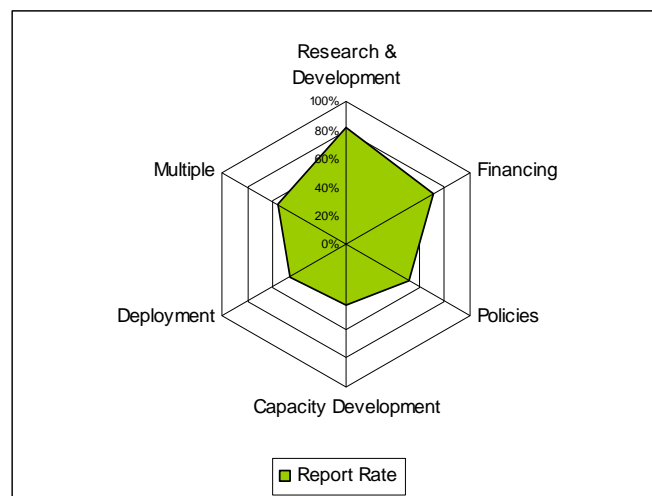 Research &
Development
100%
80%
60%
40%
20%
0%
Multiple
Financing
Deployment
Policies
Capacity Development
Report Rate